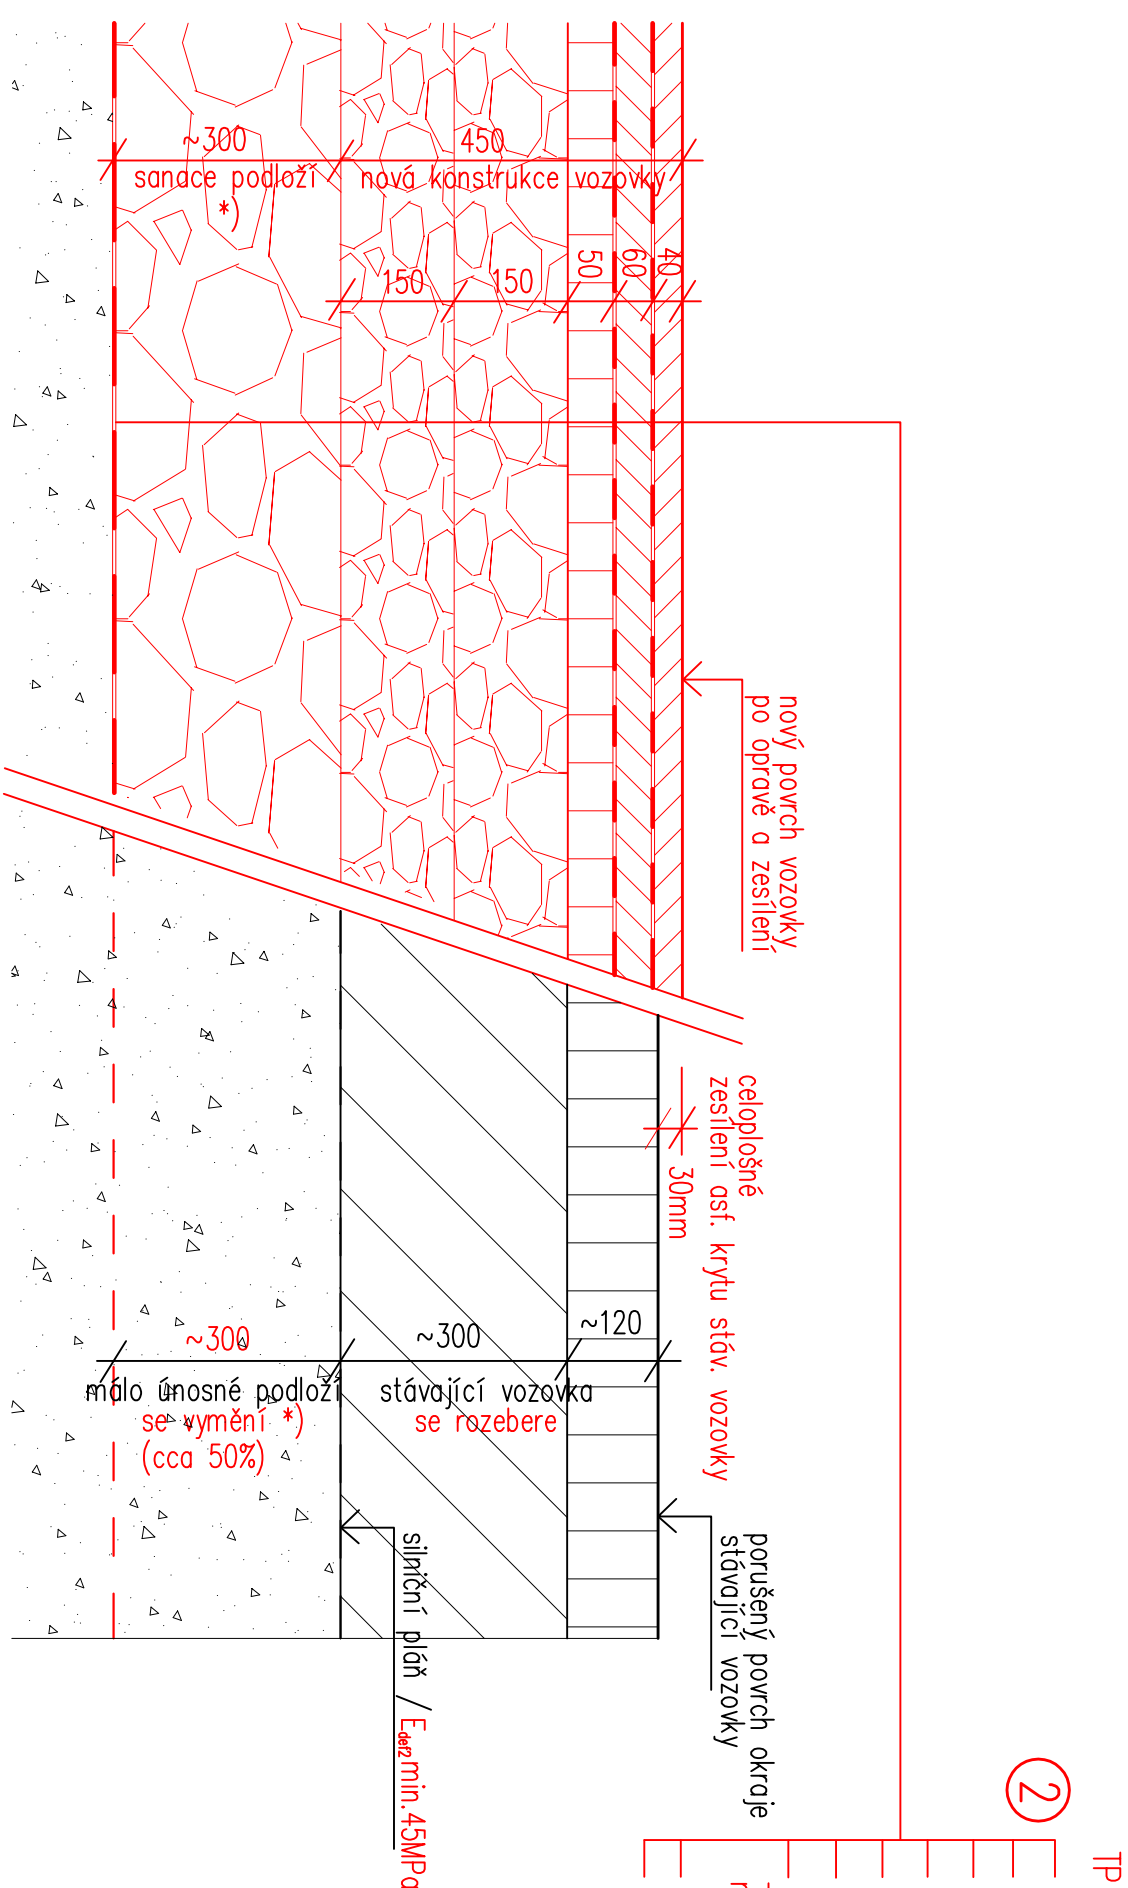 ~300
sanace podloží
*)
450
nová konstrukce vozovky
150
150
50
60
40
nový povrch vozovky
po opravě a zesílení
celoplošné
zesílení asf. krytu stáv. vozovky
30mm
~300
málo únosné podloží
se vymění *)
(cca 50%)
~300
stávající vozovka
se rozebere
~120
porušený povrch okraje
stávající vozovky
silniční pláň / Edef2 min. 45MPa
2
TP